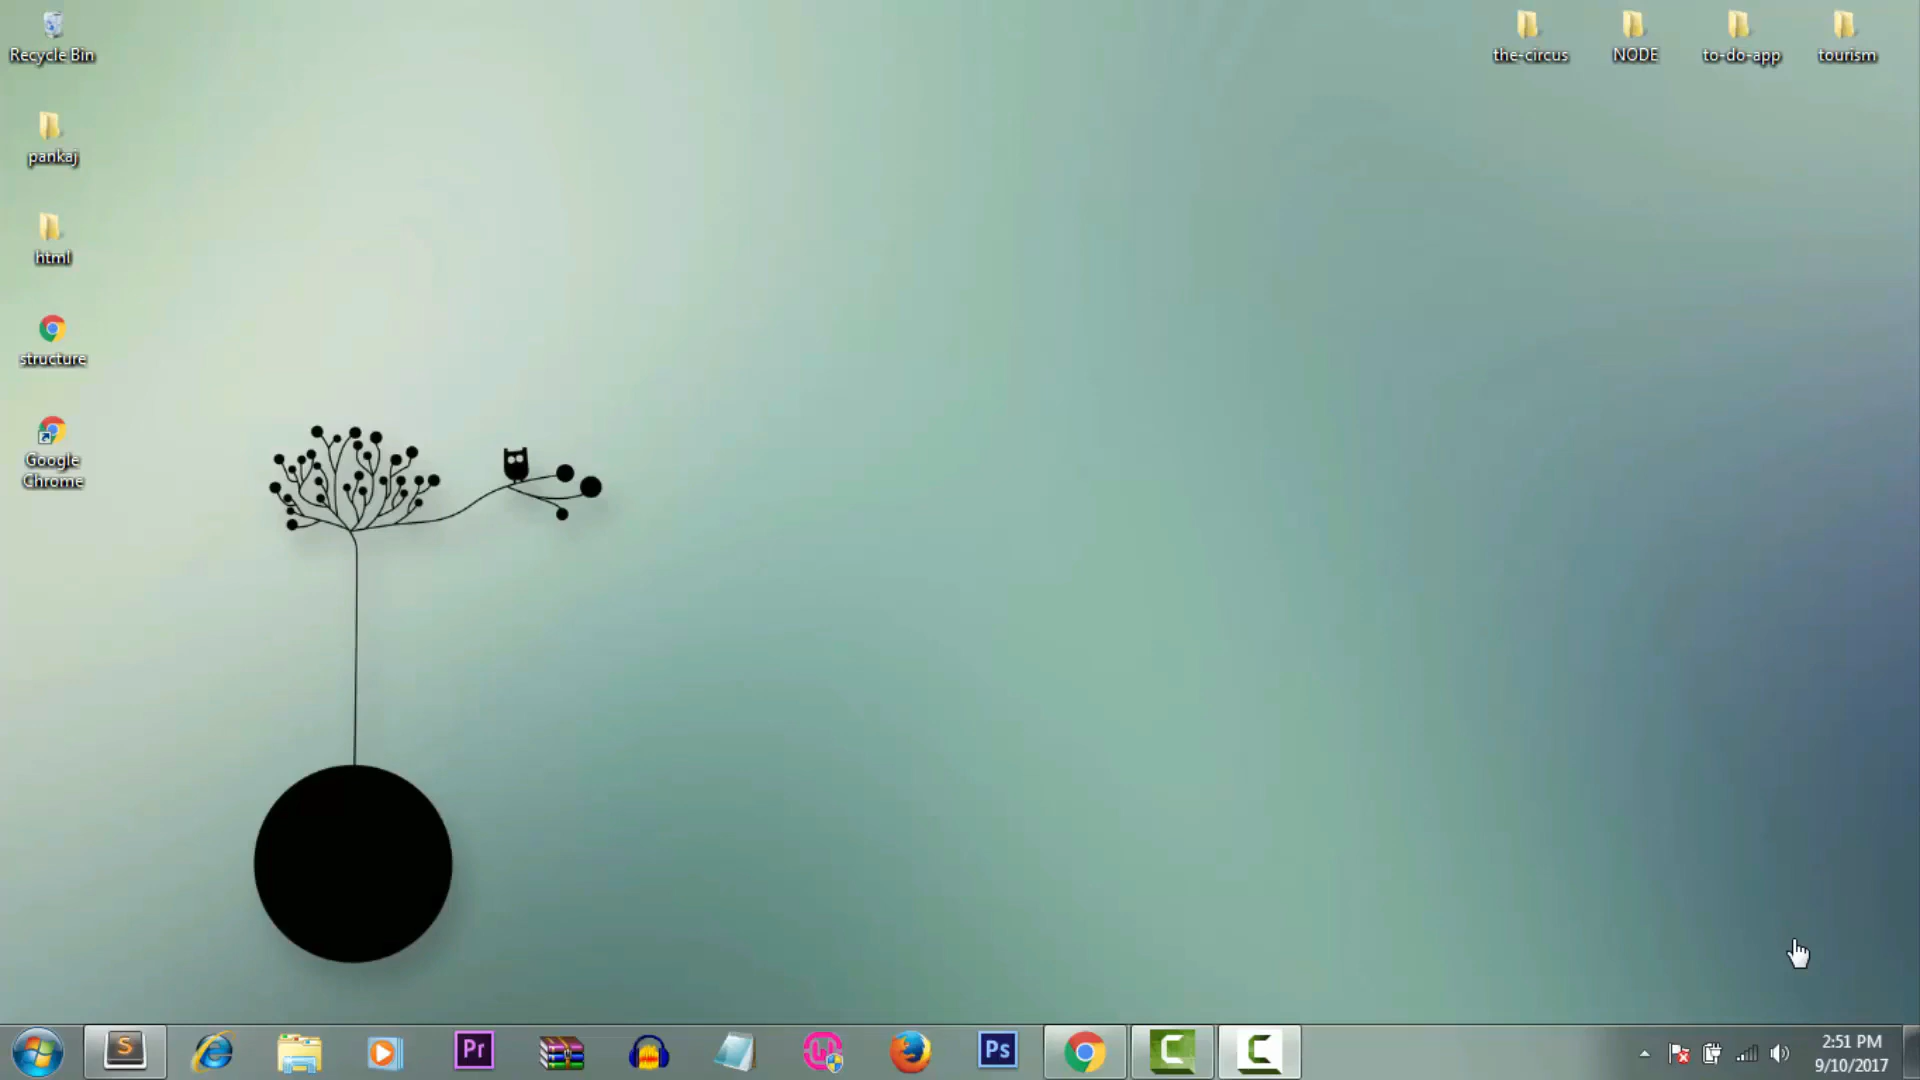 Recycle Bin
pankaj
html
structure
Google
Chrome
the-circus
NODE
to-do-app
tourism
S
Pr
Ps
C
C
2:51 PM
9/10/2017